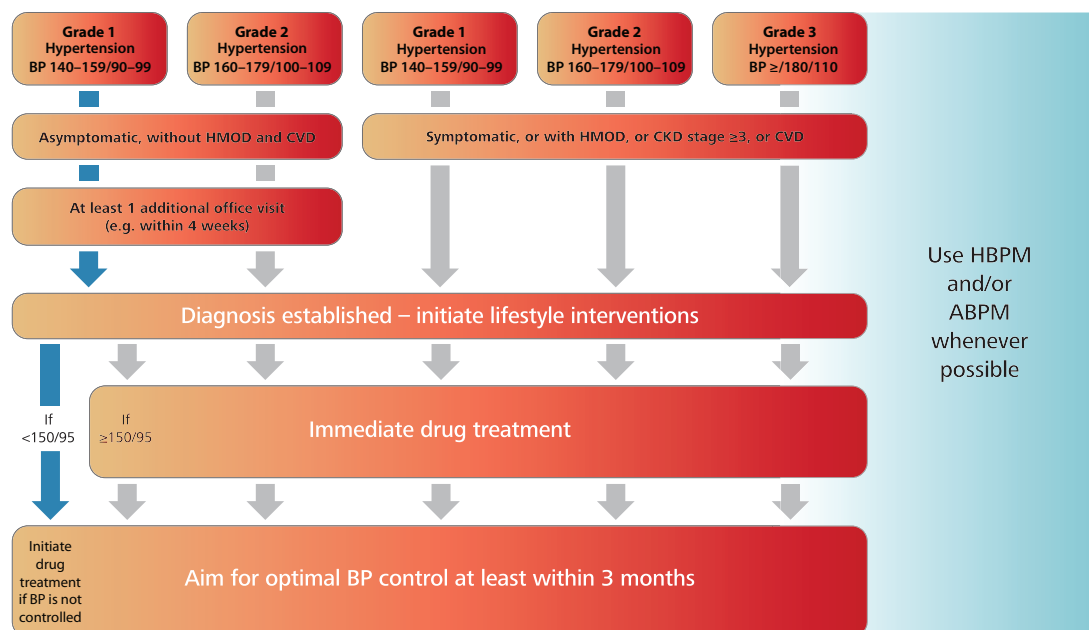 Grade 1
Hypertension
BP 140–159/90–99
Grade 2
Hypertension
BP 160–179/100–109
Grade 1
Hypertension
BP 140–159/90–99
Grade 2
Hypertension
BP 160–179/100–109
Grade 3
Hypertension
BP ≥/180/110
Asymptomatic, without HMOD and CVD
Symptomatic, or with HMOD, or CKD stage ≥3, or CVD
At least 1 additional office visit
(e.g. within 4 weeks)
Use HBPM
and/or
ABPM
whenever
possible
Diagnosis established – initiate lifestyle interventions
If
<150/95
If
≥150/95
Immediate drug treatment
Initiate
drug
treatment
if BP is not
controlled
Aim for optimal BP control at least within 3 months